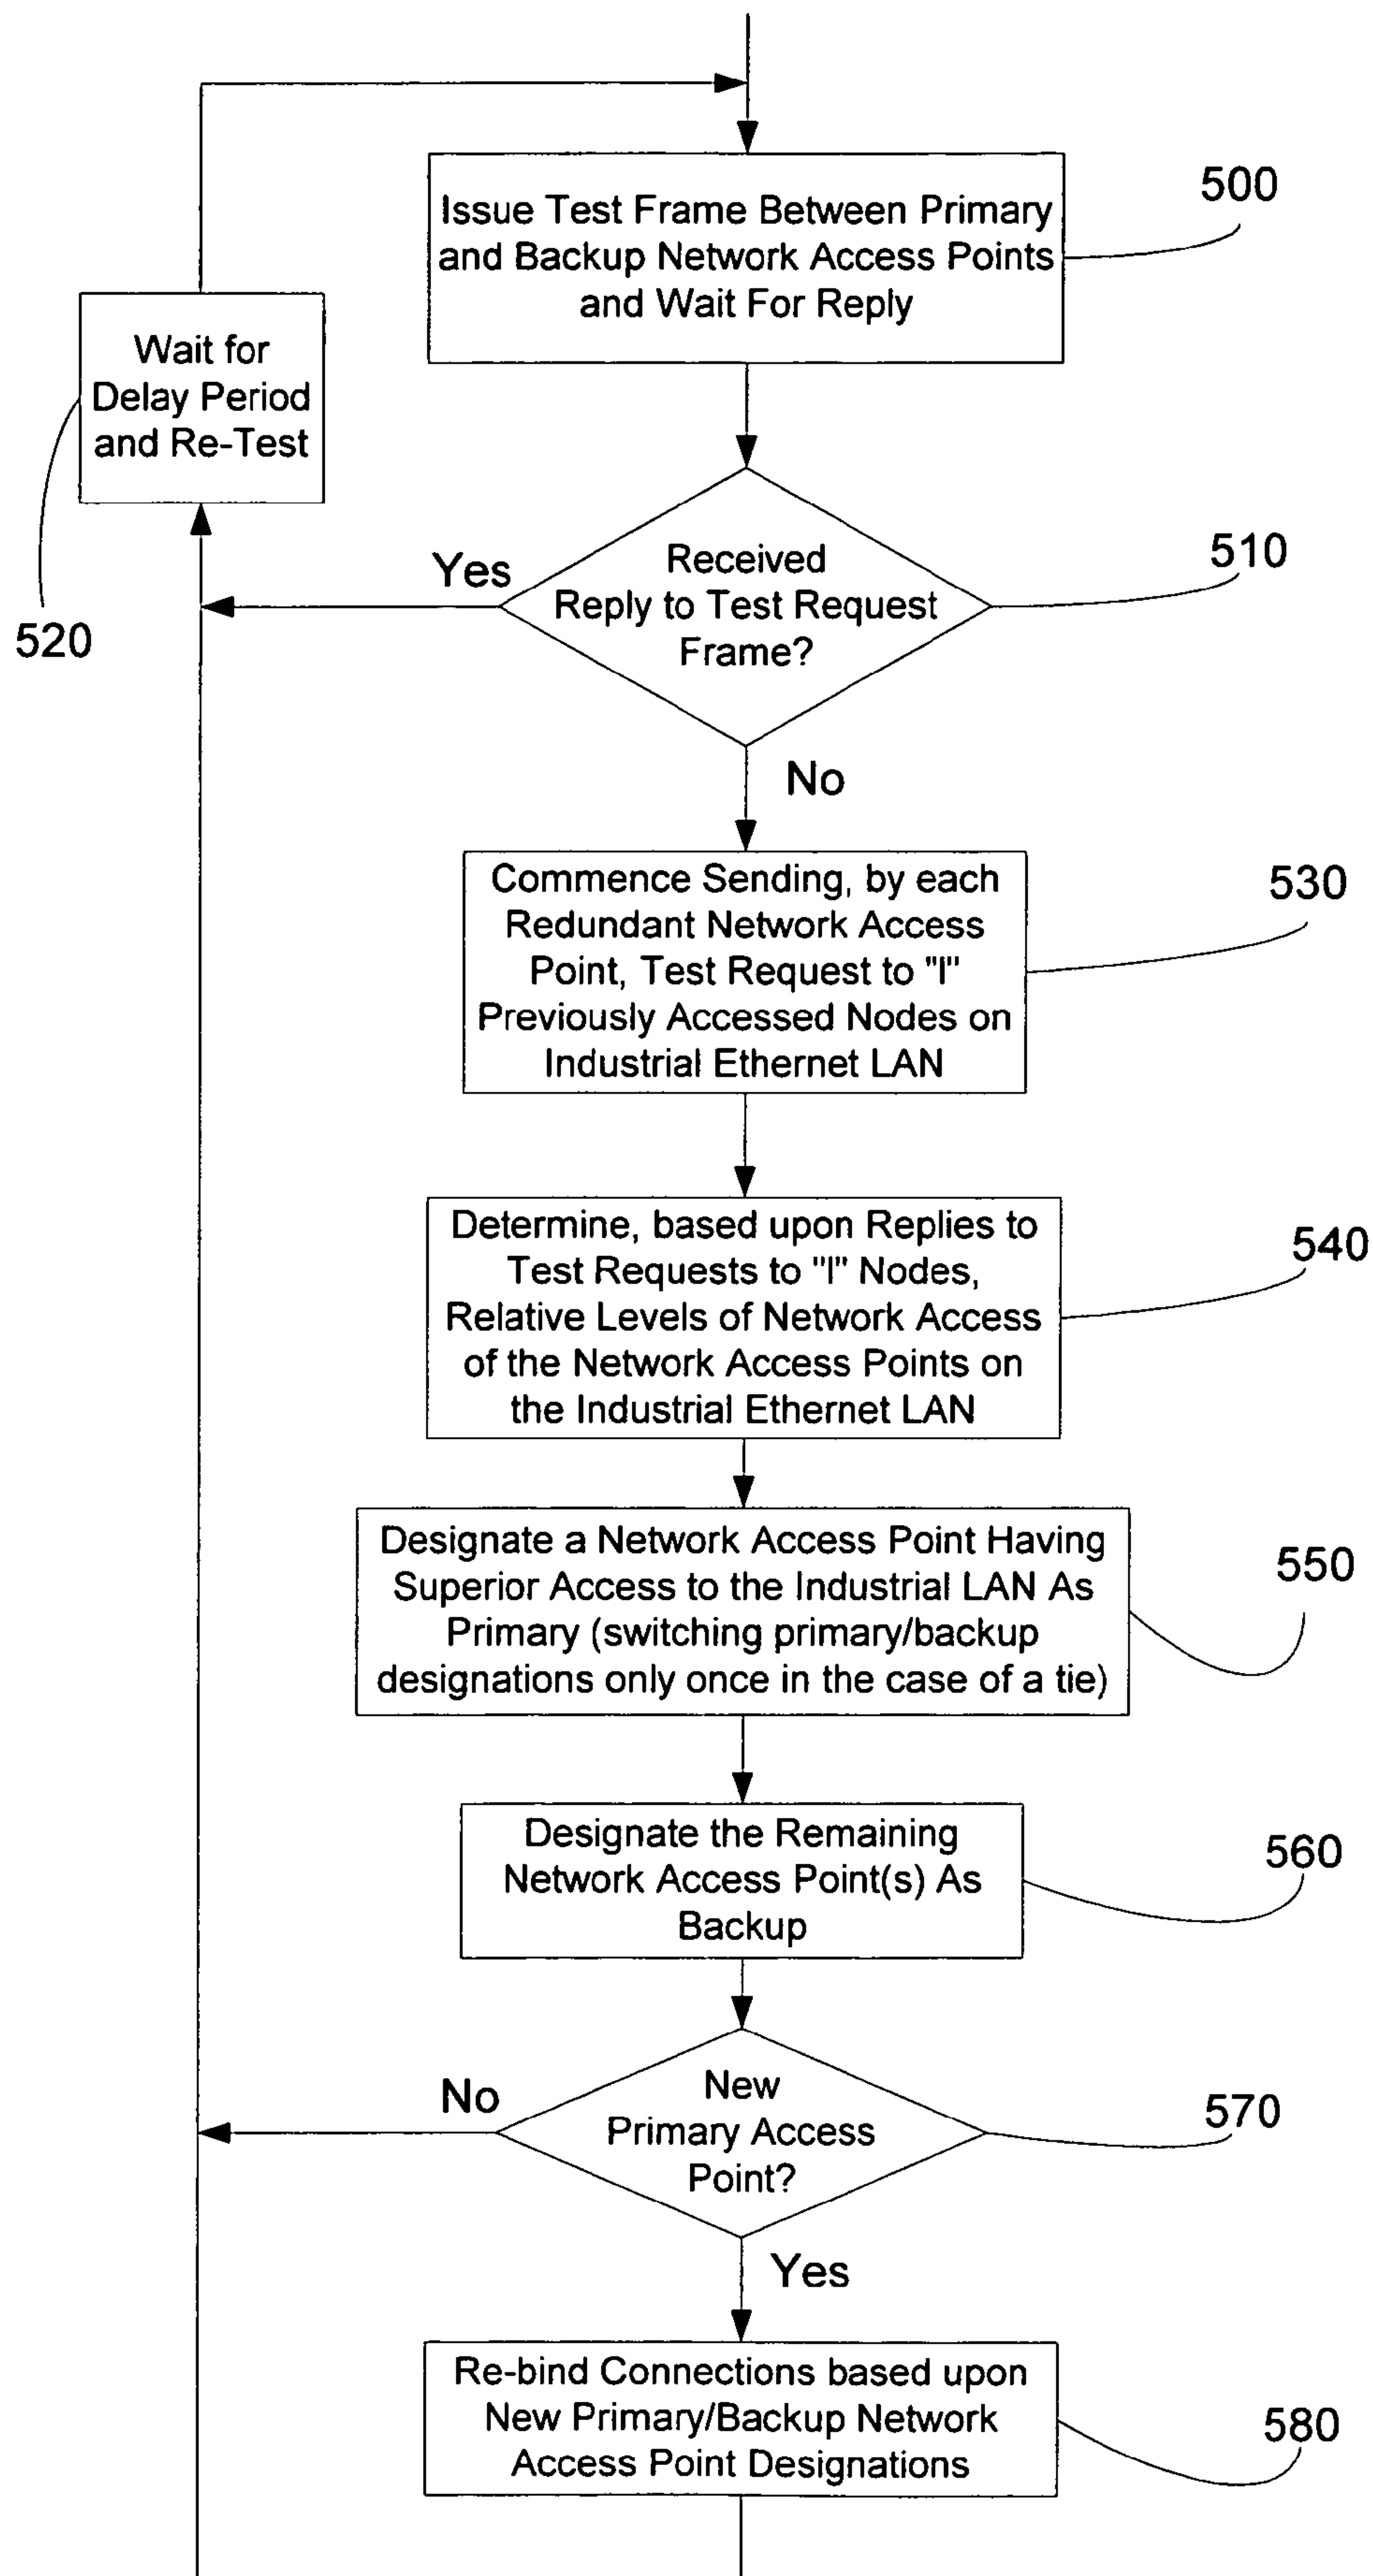 Issue Test Frame Between Primary
and Backup Network Access Points
and Wait For Reply
500
Wait for
Delay Period
and Re-Test
520
Received
Reply to Test Request
Frame?
510
Yes
No
Commence Sending, by each
Redundant Network Access
Point, Test Request to "I"
Previously Accessed Nodes on
Industrial Ethernet LAN
530
Determine, based upon Replies to
Test Requests to "I" Nodes,
Relative Levels of Network Access
of the Network Access Points on
the Industrial Ethernet LAN
540
Designate a Network Access Point Having
Superior Access to the Industrial LAN As
Primary (switching primary/backup
designations only once in the case of a tie)
550
Designate the Remaining
Network Access Point(s) As
Backup
560
New
Primary Access
Point?
570
No
Yes
Re-bind Connections based upon
New Primary/Backup Network
Access Point Designations
580